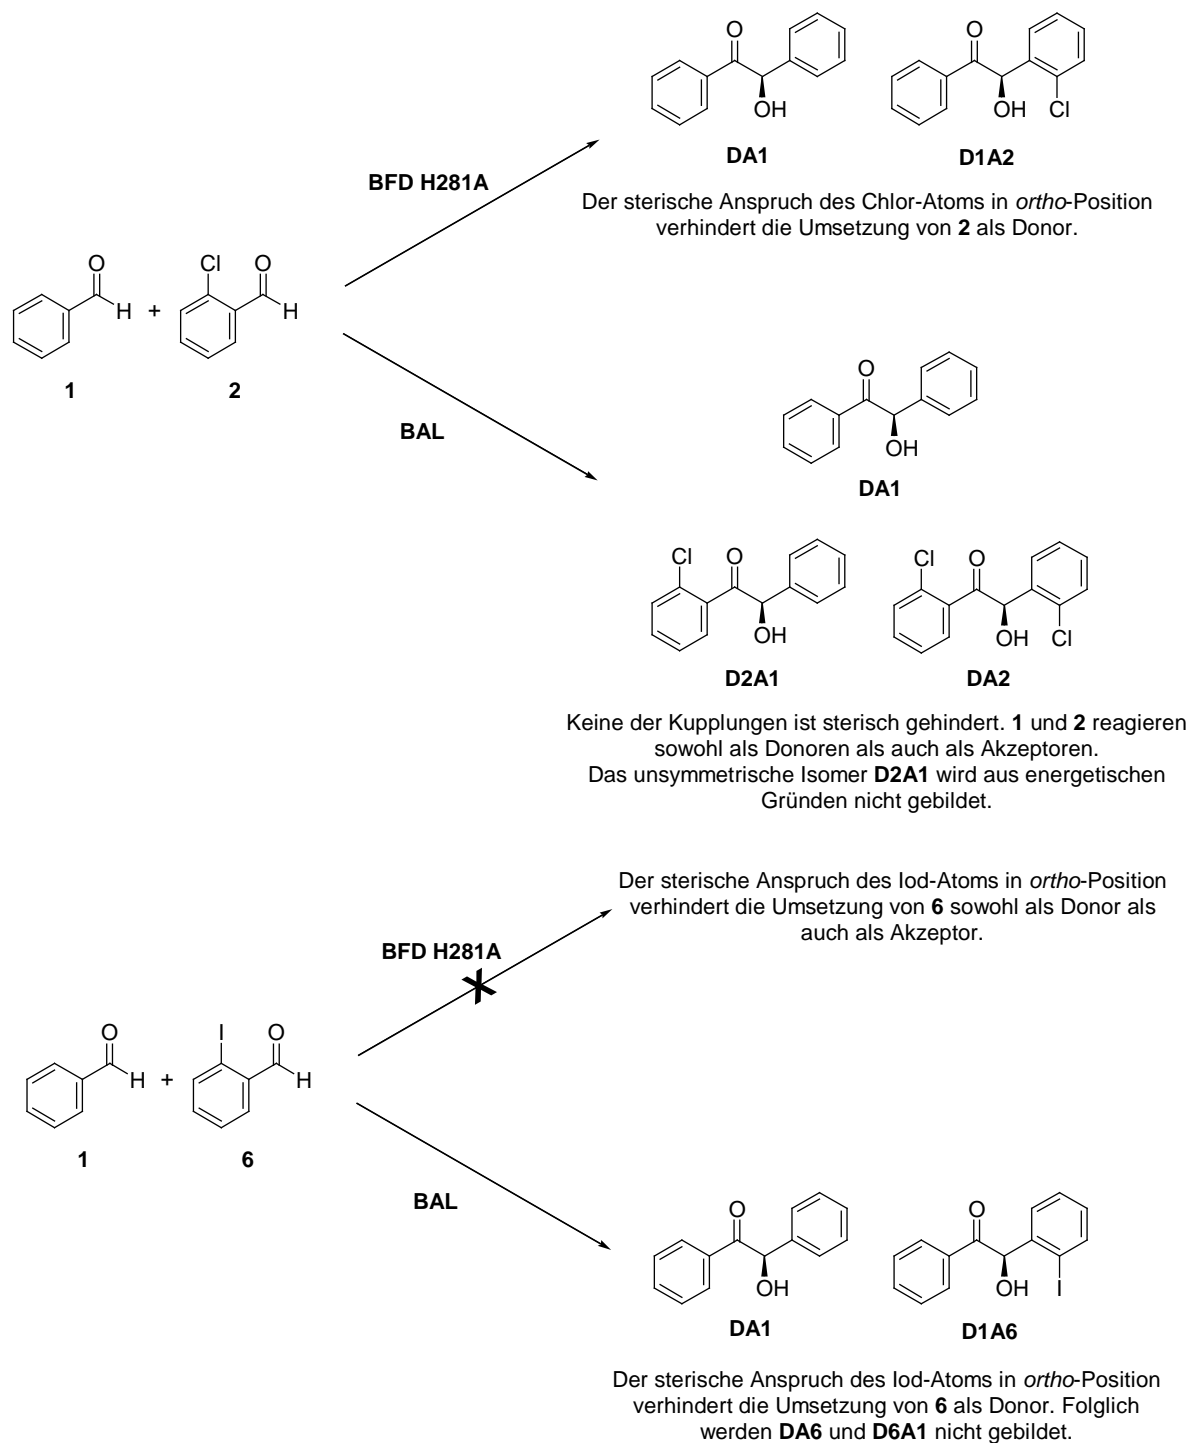 O
OH
DA1
O
OH
Cl
D1A2
BFD H281A
Der sterische Anspruch des Chlor-Atoms in ortho-Position
verhindert die Umsetzung von 2 als Donor.
O
H
+
Cl
O
H
1
2
BAL
O
OH
DA1
Cl
O
OH
D2A1
Cl
O
OH
Cl
DA2
Keine der Kupplungen ist sterisch gehindert. 1 und 2 reagieren
sowohl als Donoren als auch als Akzeptoren.
Das unsymmetrische Isomer D2A1 wird aus energetischen
Gründen nicht gebildet.
Der sterische Anspruch des Iod-Atoms in ortho-Position
verhindert die Umsetzung von 6 sowohl als Donor als
auch als Akzeptor.
BFD H281A
O
H
+
I
O
H
1
6
BAL
O
OH
DA1
O
OH
I
D1A6
Der sterische Anspruch des Iod-Atoms in ortho-Position
verhindert die Umsetzung von 6 als Donor. Folglich
werden DA6 und D6A1 nicht gebildet.